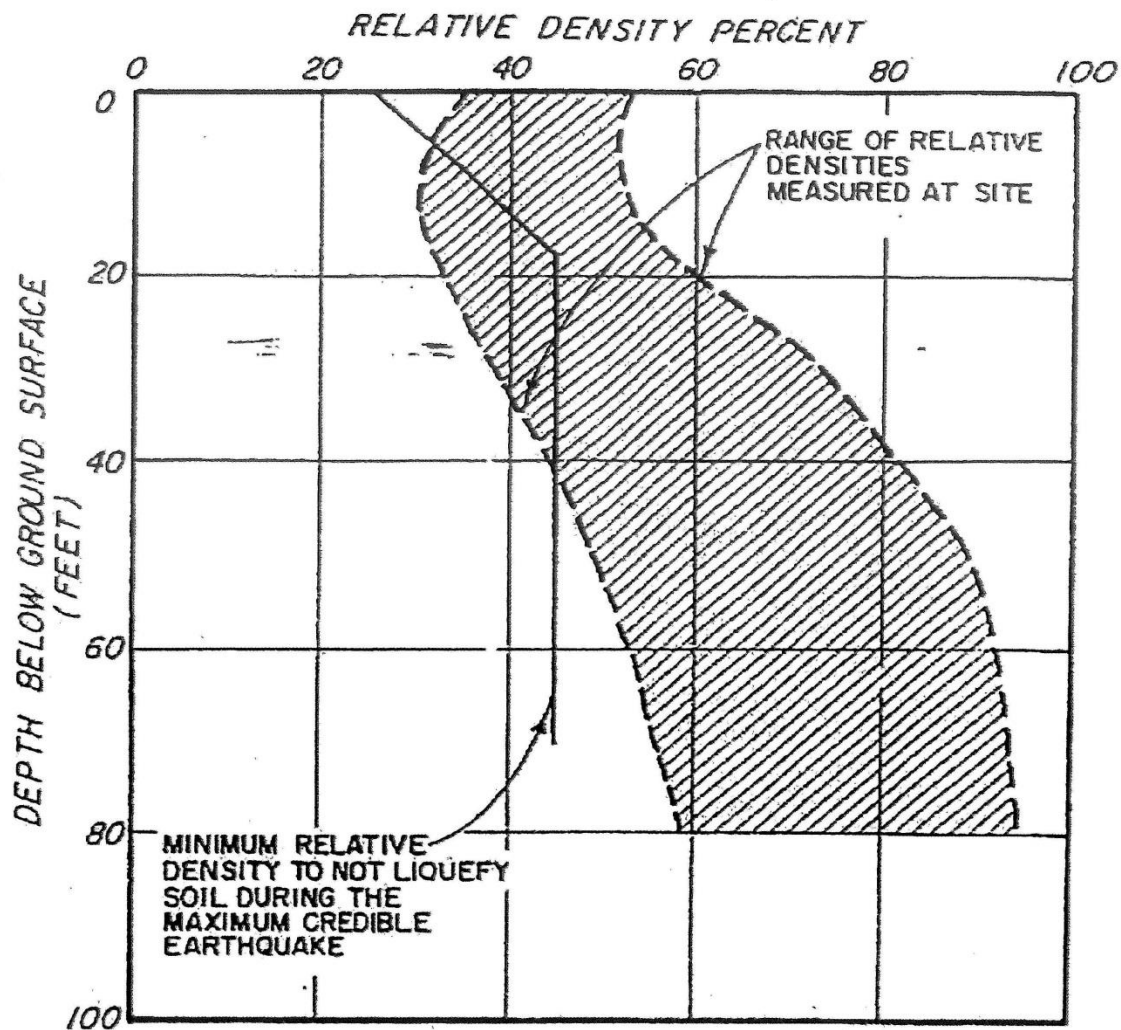 RELATIVE DENSITY PERCENT
0 20 40 60 80 100
0
RANGE OF RELATIVE
DENSITIES
MEASURED AT SITE
20
DEPTH BELOW GROUND SURFACE
(FEET)
40
60
80
MINIMUM RELATIVE
DENSITY TO NOT LIQUEFY
SOIL DURING THE
MAXIMUM CREDIBLE
EARTHQUAKE
100